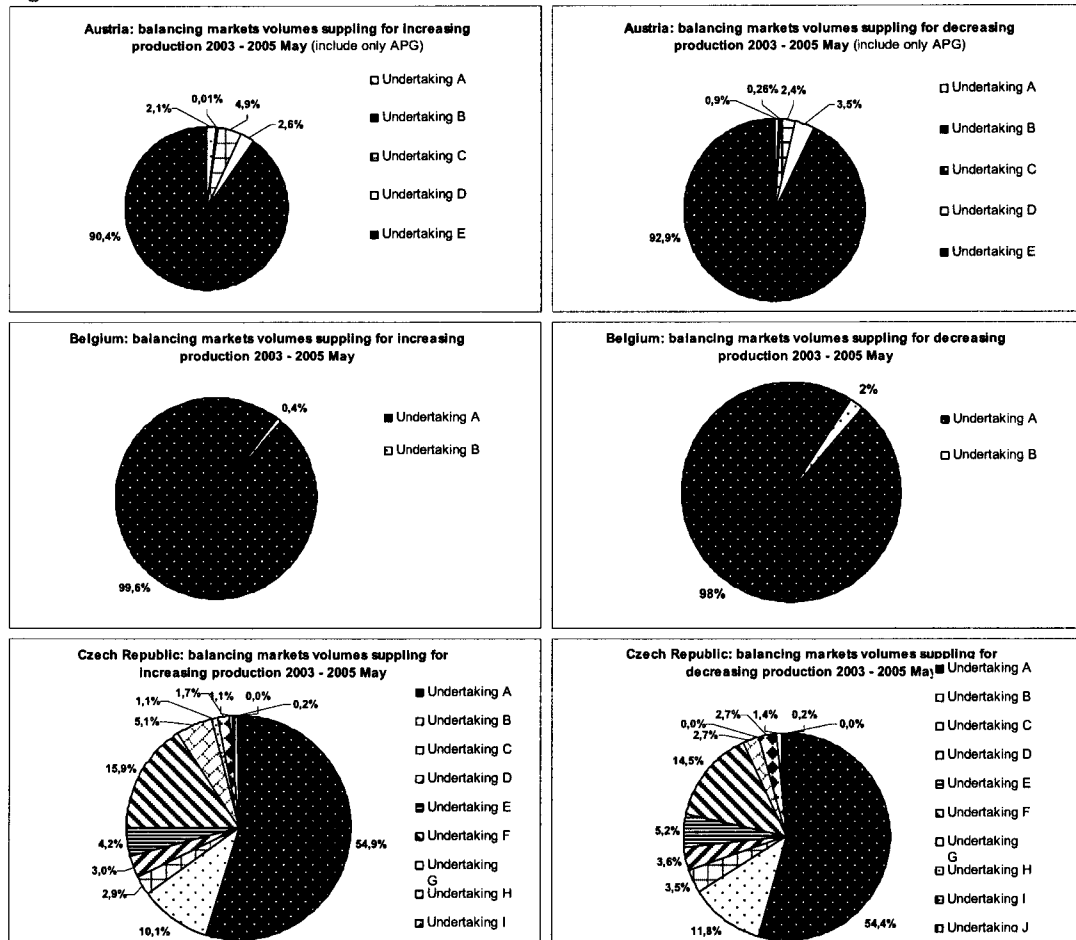 Austria: balancing markets volumes suppling for increasing
production 2003 - 2005 May (include only APG)
2,1%
0,01%
4,9%
2,6%
90,4%
Undertaking A
Undertaking B
Undertaking C
Undertaking D
Undertaking E
Austria: balancing markets volumes suppling for decreasing
production 2003 - 2005 May (include only APG)
0,9%
0,26%
2,4%
3,5%
92,9%
Undertaking A
Undertaking B
Undertaking C
Undertaking D
Undertaking E
Belgium: balancing markets volumes suppling for increasing
production 2003 - 2005 May
0,4%
99,6%
Undertaking A
Undertaking B
Belgium: balancing markets volumes suppling for decreasing
production 2003 - 2005 May
2%
98%
Undertaking A
Undertaking B
Czech Republic: balancing markets volumes suppling for
increasing production 2003 - 2005 May
1,7%
1,1%
0,0%
0,2%
1,1%
5,1%
15,9%
4,2%
3,0%
2,9%
10,1%
54,9%
Undertaking A
Undertaking B
Undertaking C
Undertaking D
Undertaking E
Undertaking F
Undertaking
G
Undertaking H
Undertaking I
Czech Republic: balancing markets volumes suppling for
decreasing production 2003 - 2005 May
2,7%
1,4%
0,2%
0,0%
0,0%
2,7%
14,5%
5,2%
3,6%
3,5%
11,8%
54,4%
Undertaking A
Undertaking B
Undertaking C
Undertaking D
Undertaking E
Undertaking F
Undertaking
G
Undertaking H
Undertaking I
Undertaking J